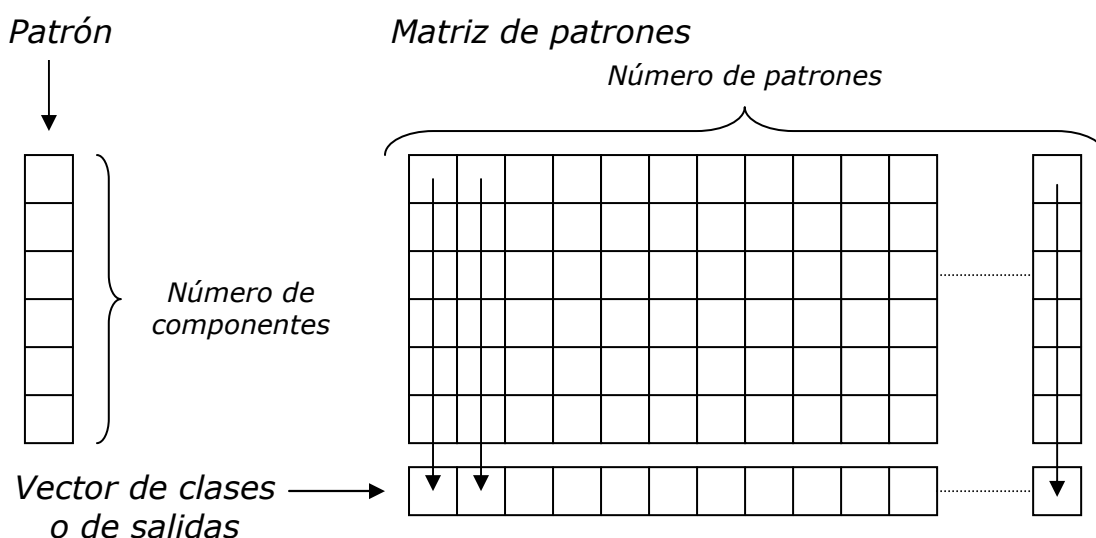 Patrón
Matriz de patrones
Número de patrones
Número de
componentes
Vector de clases
o de salidas